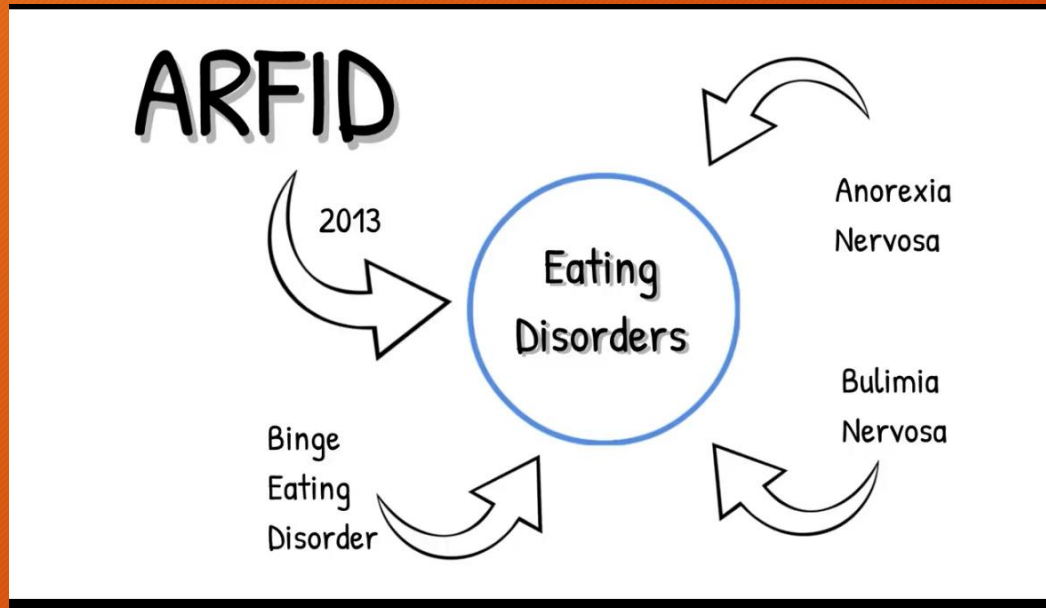 ARFID
2013
Eating
Disorders
Anorexia
Nervosa
Bulimia
Nervosa
Binge
Eating
Disorder